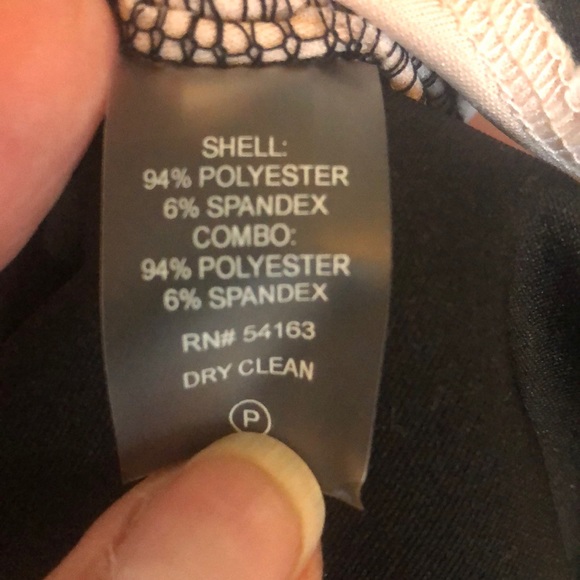 SHELL:
94% POLYESTER
6% SPANDEX
COMBO:
94% POLYESTER
6% SPANDEX
RN# 54163
DRY CLEAN
P